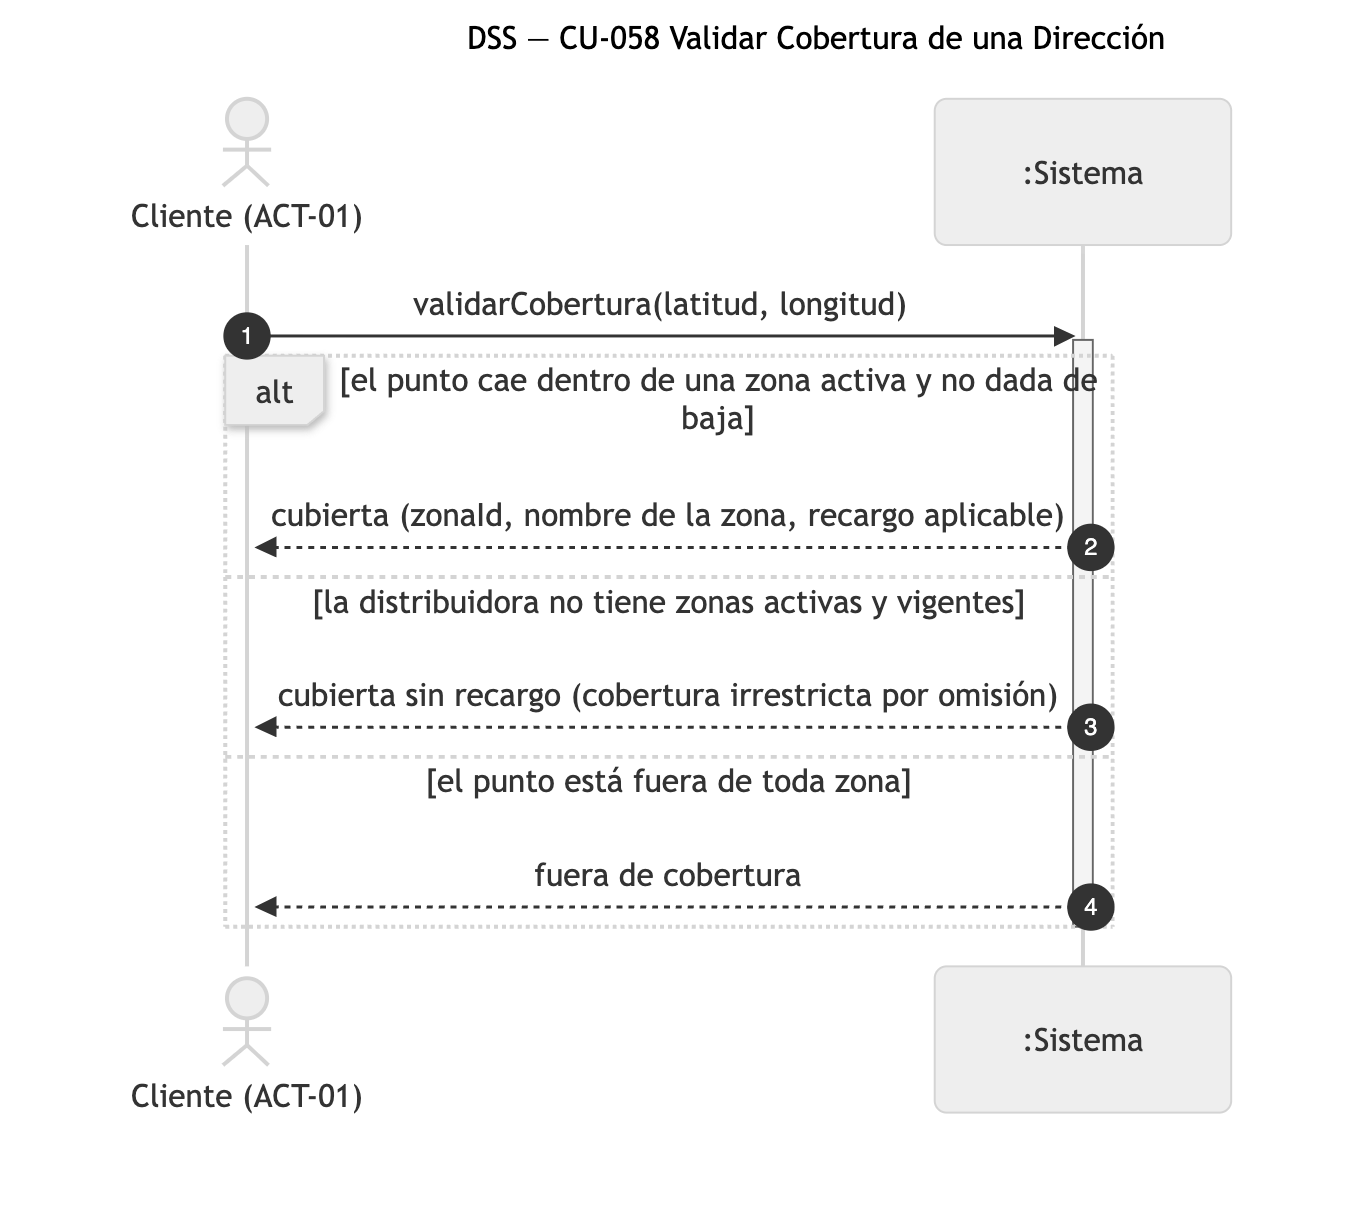 DSS — CU-058 Validar Cobertura de una Dirección
Cliente (ACT-01)
:Sistema
validarCobertura(latitud, longitud)
1
alt
[el punto cae dentro de una zona activa y no dada de
baja]
cubierta (zonaId, nombre de la zona, recargo aplicable)
2
[la distribuidora no tiene zonas activas y vigentes]
cubierta sin recargo (cobertura irrestricta por omisión)
3
[el punto está fuera de toda zona]
fuera de cobertura
4
Cliente (ACT-01)
:Sistema